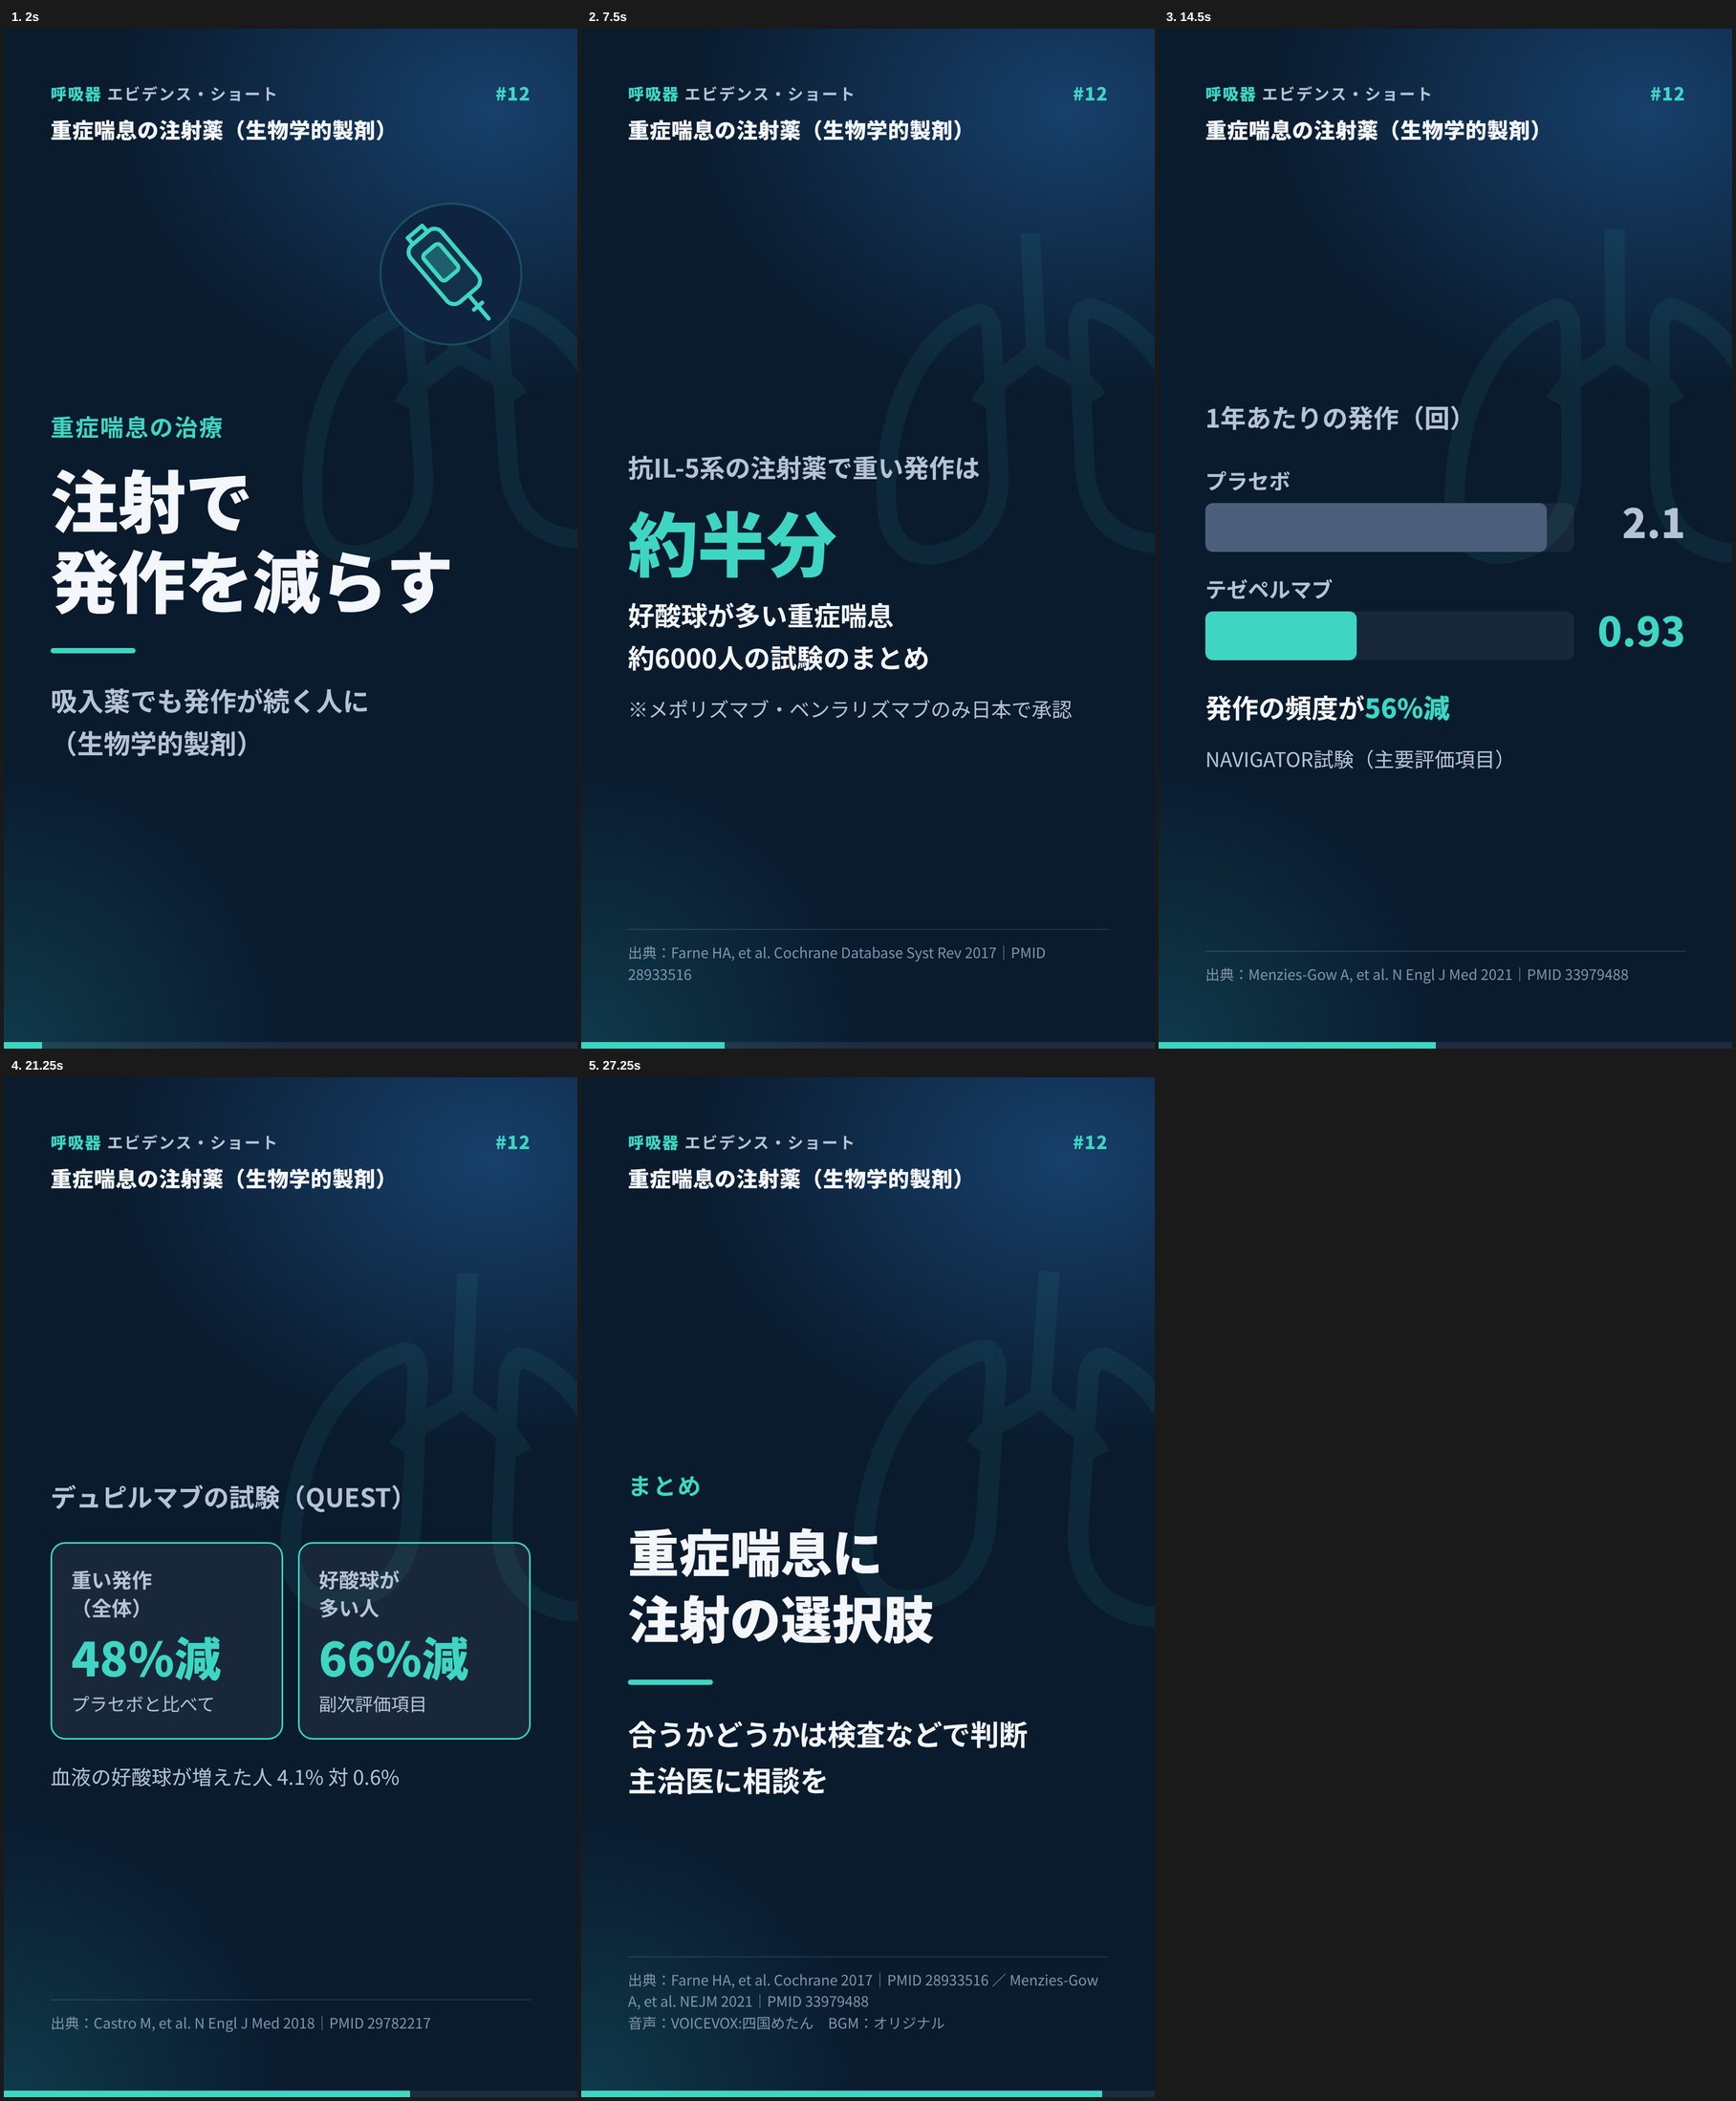 1. 2s
呼吸器 エビデンス・ショート #12
重症喘息の注射薬（生物学的製剤）
重症喘息の治療
注射で
発作を減らす
吸入薬でも発作が続く人に
（生物学的製剤）
2. 7.5s
呼吸器 エビデンス・ショート #12
重症喘息の注射薬（生物学的製剤）
抗IL-5系の注射薬で重い発作は
約半分
好酸球が多い重症喘息
約6000人の試験のまとめ
※メポリズマブ・ベンラリズマブのみ日本で承認
出典：Farne HA, et al. Cochrane Database Syst Rev 2017｜PMID
28933516
3. 14.5s
呼吸器 エビデンス・ショート #12
重症喘息の注射薬（生物学的製剤）
1年あたりの発作（回）
プラセボ
2.1
テゼペルマブ
0.93
発作の頻度が56%減
NAVIGATOR試験（主要評価項目）
出典：Menzies-Gow A, et al. N Engl J Med 2021｜PMID 33979488
4. 21.25s
呼吸器 エビデンス・ショート #12
重症喘息の注射薬（生物学的製剤）
デュピルマブの試験（QUEST）
重い発作
（全体）
48%減
プラセボと比べて
好酸球が
多い人
66%減
副次評価項目
血液の好酸球が増えた人 4.1% 対 0.6%
出典：Castro M, et al. N Engl J Med 2018｜PMID 29782217
5. 27.25s
呼吸器 エビデンス・ショート #12
重症喘息の注射薬（生物学的製剤）
まとめ
重症喘息に
注射の選択肢
合うかどうかは検査などで判断
主治医に相談を
出典：Farne HA, et al. Cochrane 2017｜PMID 28933516 ／ Menzies-Gow
A, et al. NEJM 2021｜PMID 33979488
音声：VOICEVOX:四国めたん　BGM：オリジナル